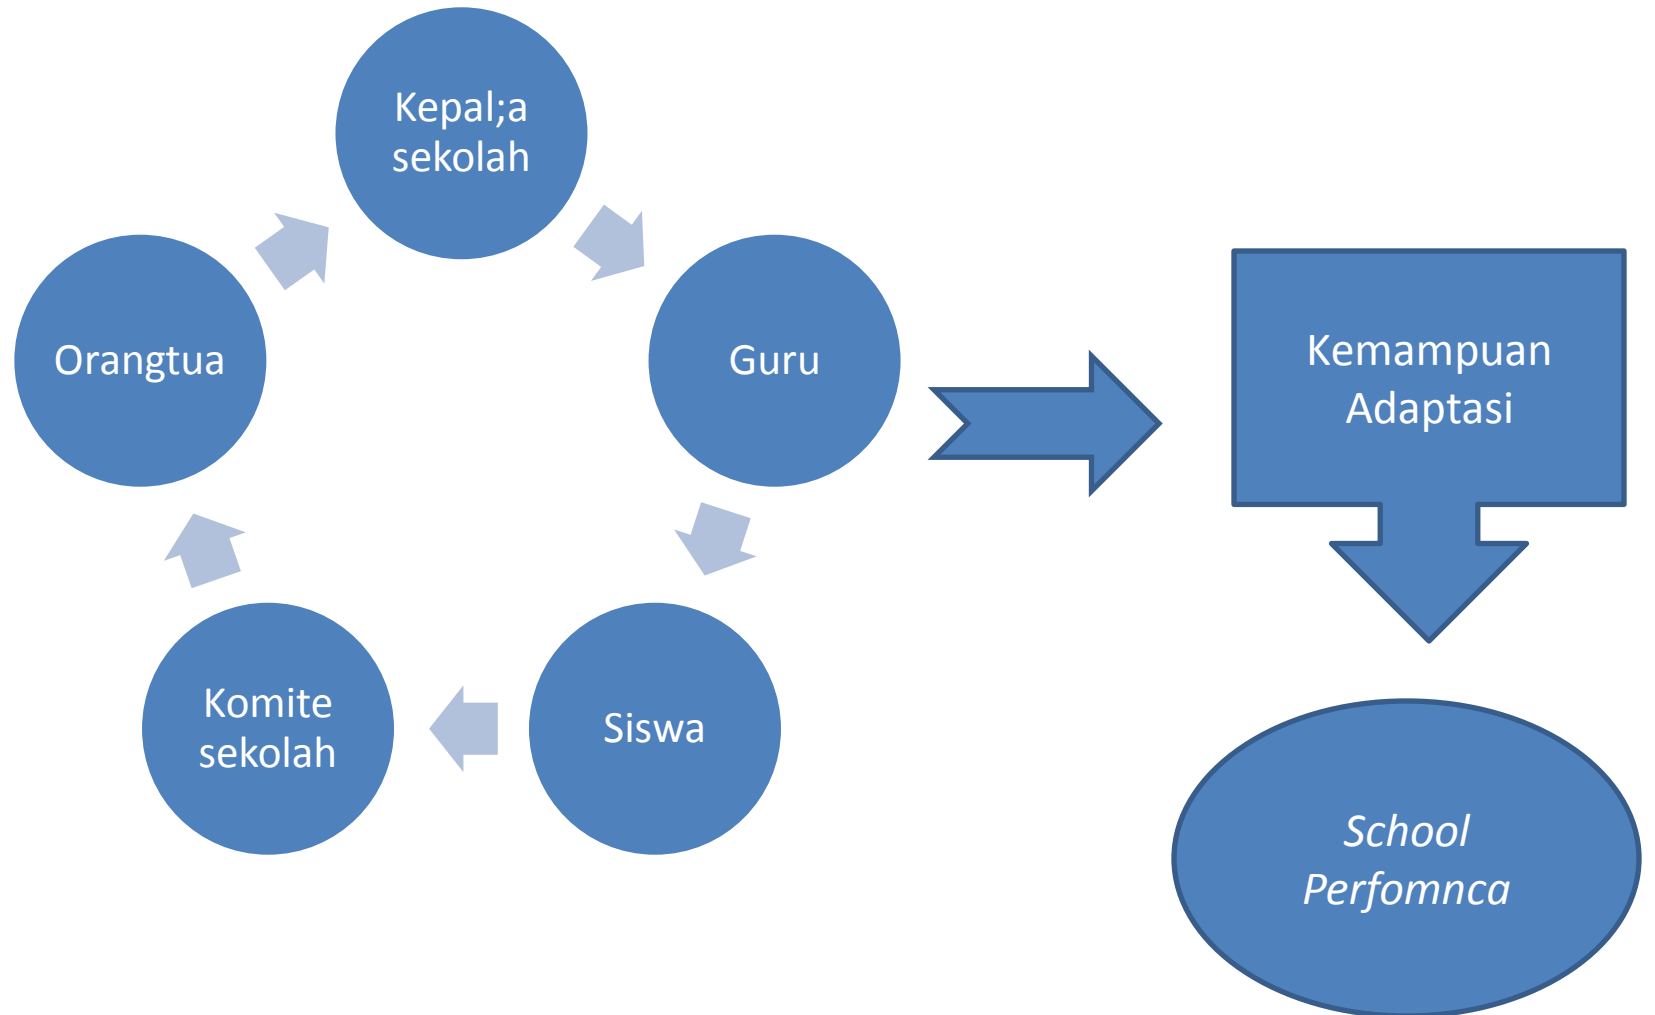 Kepal;a
sekolah
Orangtua
Guru
Kemampuan
Adaptasi
Komite
sekolah
Siswa
School
Perfomnca